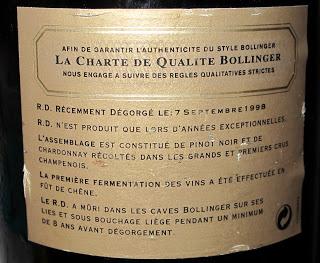 AFIN DE GARANTIR L'AUTHENTICITE DU STYLE BOLLINGER
LA CHARTE DE QUALITE BOLLINGER
NOUS ENGAGE A SUIVRE DES REGLES QUALITATIVES STRICTES
R.D. RÉCEMMENT DÉGORGÉ LE: 7 SEPTEMBRE 1998
R.D. N'EST PRODUIT QUE LORS D'ANNÉES EXCEPTIONNELLES.
L'ASSEMBLAGE EST CONSTITUÉ DE PINOT NOIR ET DE
CHARDONNAY RÉCOLTÉS DANS LES GRANDS ET PREMIERS CRUS
CHAMPENOIS.
LA PREMIÈRE FERMENTATION DES VINS A ÉTÉ EFFECTUÉE EN
FÛT DE CHÊNE.
LE R.D. A MÛRI DANS LES CAVES BOLLINGER SUR SES
LIES ET SOUS BOUCHAGE LIÈGE PENDANT UN MINIMUM
DE 8 ANS AVANT DÉGORGEMENT.